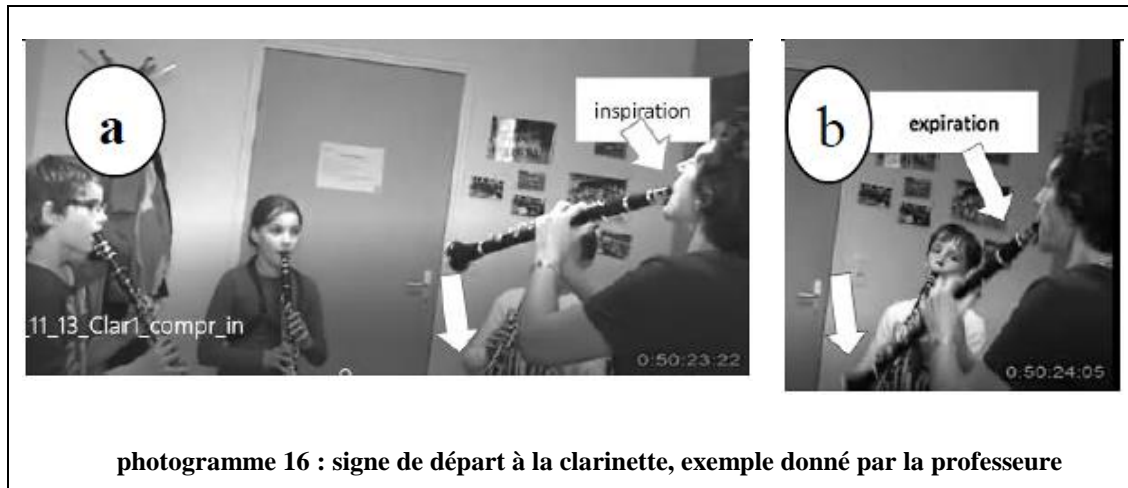 a
inspiration
11_13_Clar1_compr_in
0:50:23:22
b
expiration
0:50:24:05
photogramme 16 : signe de départ à la clarinette, exemple donné par la professeure